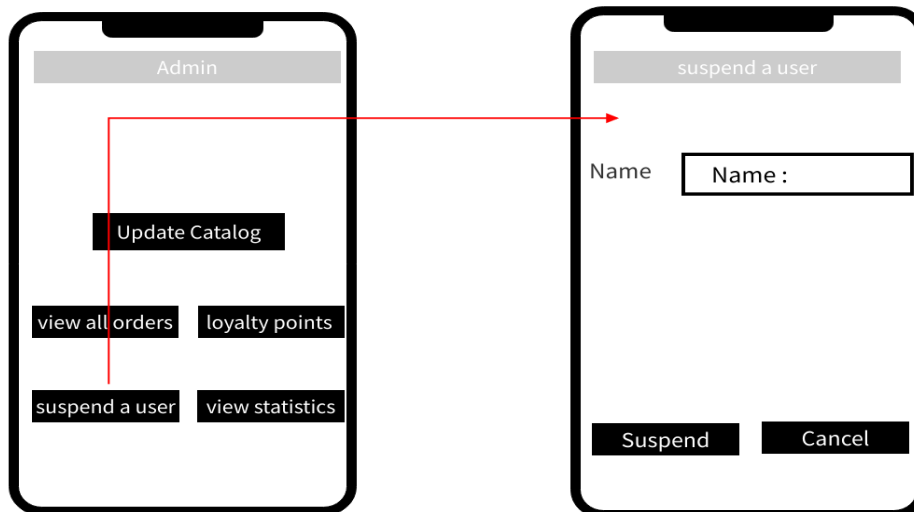 Admin
Update Catalog
view all orders
loyalty points
suspend a user
view statistics
suspend a user
Name
Name :
Suspend
Cancel